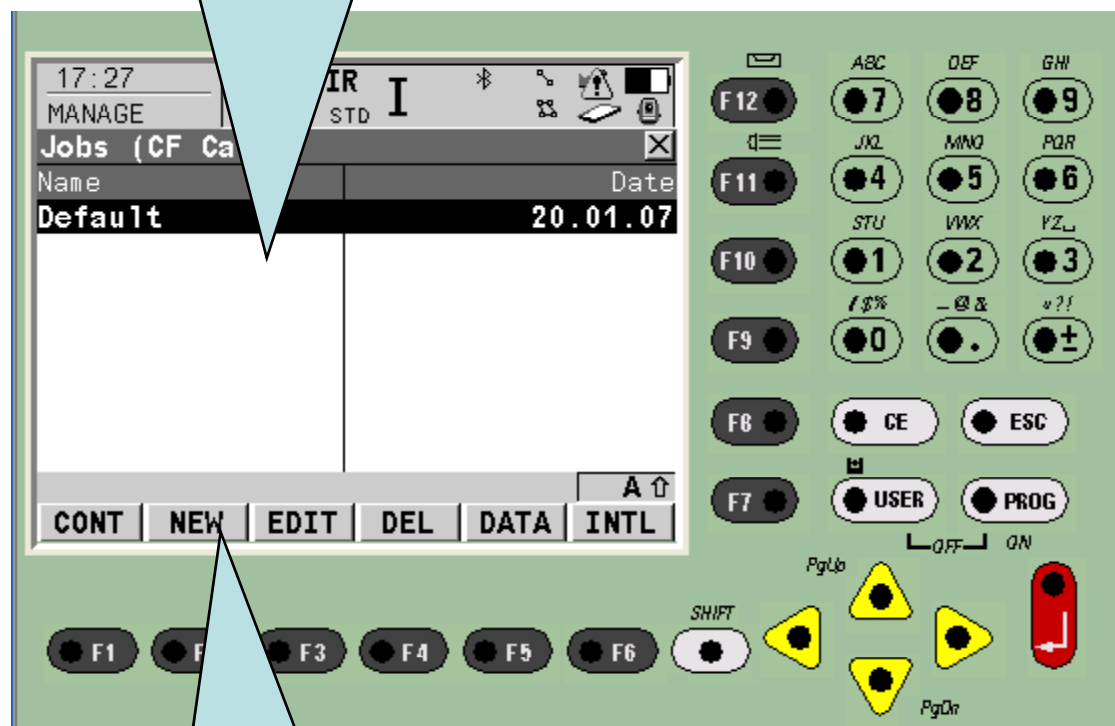 17:27 IR I
MANAGE STD
Jobs (CF Ca
Name Date
Default 20.01.07
A ⇧
CONT NEW EDIT DEL DATA INTL
F12 ABC 7 DEF 8 GHI 9
F11 JKL 4 MNO 5 PQR 6
F10 STU 1 VWX 2 YZ␣ 3
F9 /$% 0 _@& . *?! ±
F8 CE ESC
F7 USER PROG
OFF ON
PgUp
SHIFT
F1 F F3 F4 F5 F6
PgDn